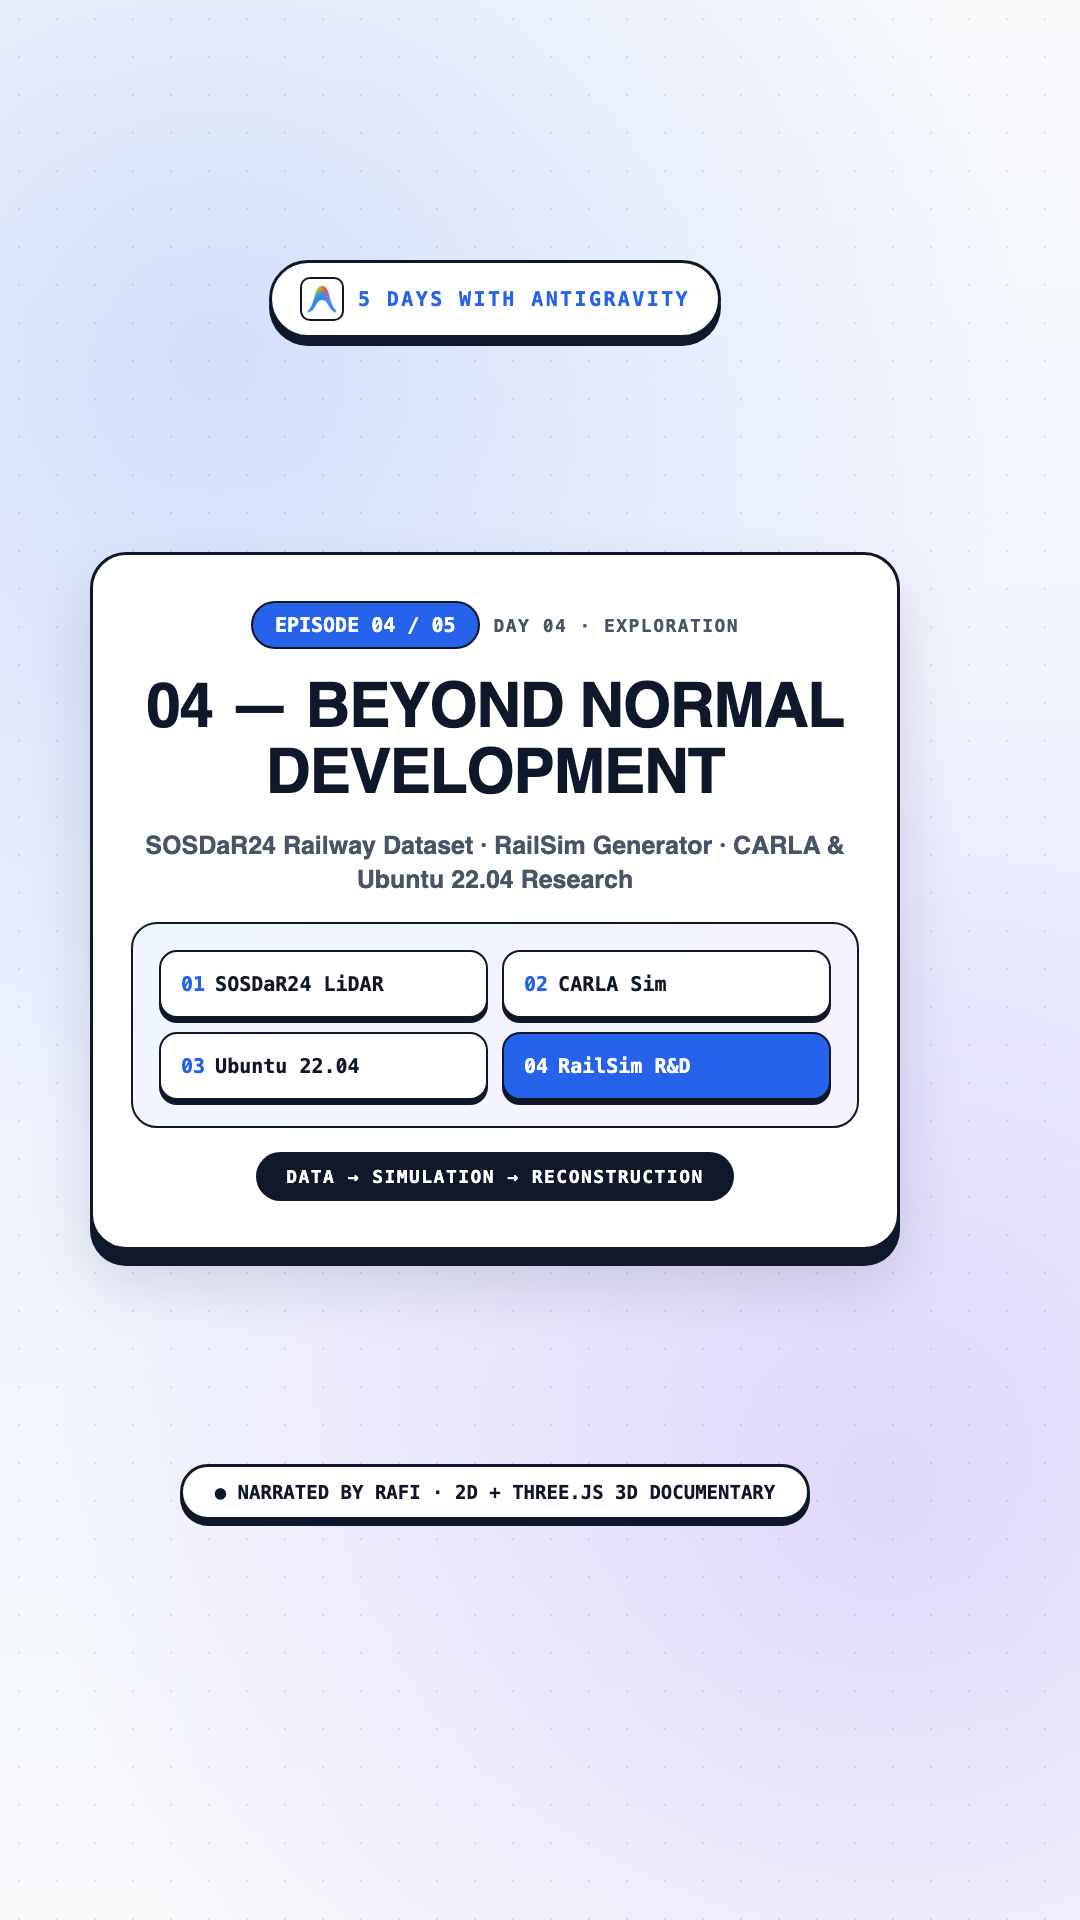 5 DAYS WITH ANTIGRAVITY
EPISODE 04 / 05
DAY 04 · EXPLORATION
04 — BEYOND NORMAL
DEVELOPMENT
SOSDaR24 Railway Dataset · RailSim Generator · CARLA &
Ubuntu 22.04 Research
01 SOSDaR24 LiDAR
02 CARLA Sim
03 Ubuntu 22.04
04 RailSim R&D
DATA → SIMULATION → RECONSTRUCTION
● NARRATED BY RAFI · 2D + THREE.JS 3D DOCUMENTARY